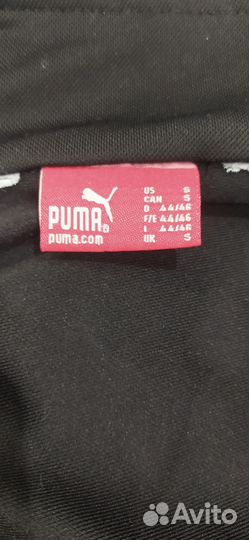 PUMA
puma.com
US S
CAN S
D 44/46
F/E 44/46
I 44/46
UK S
Avito